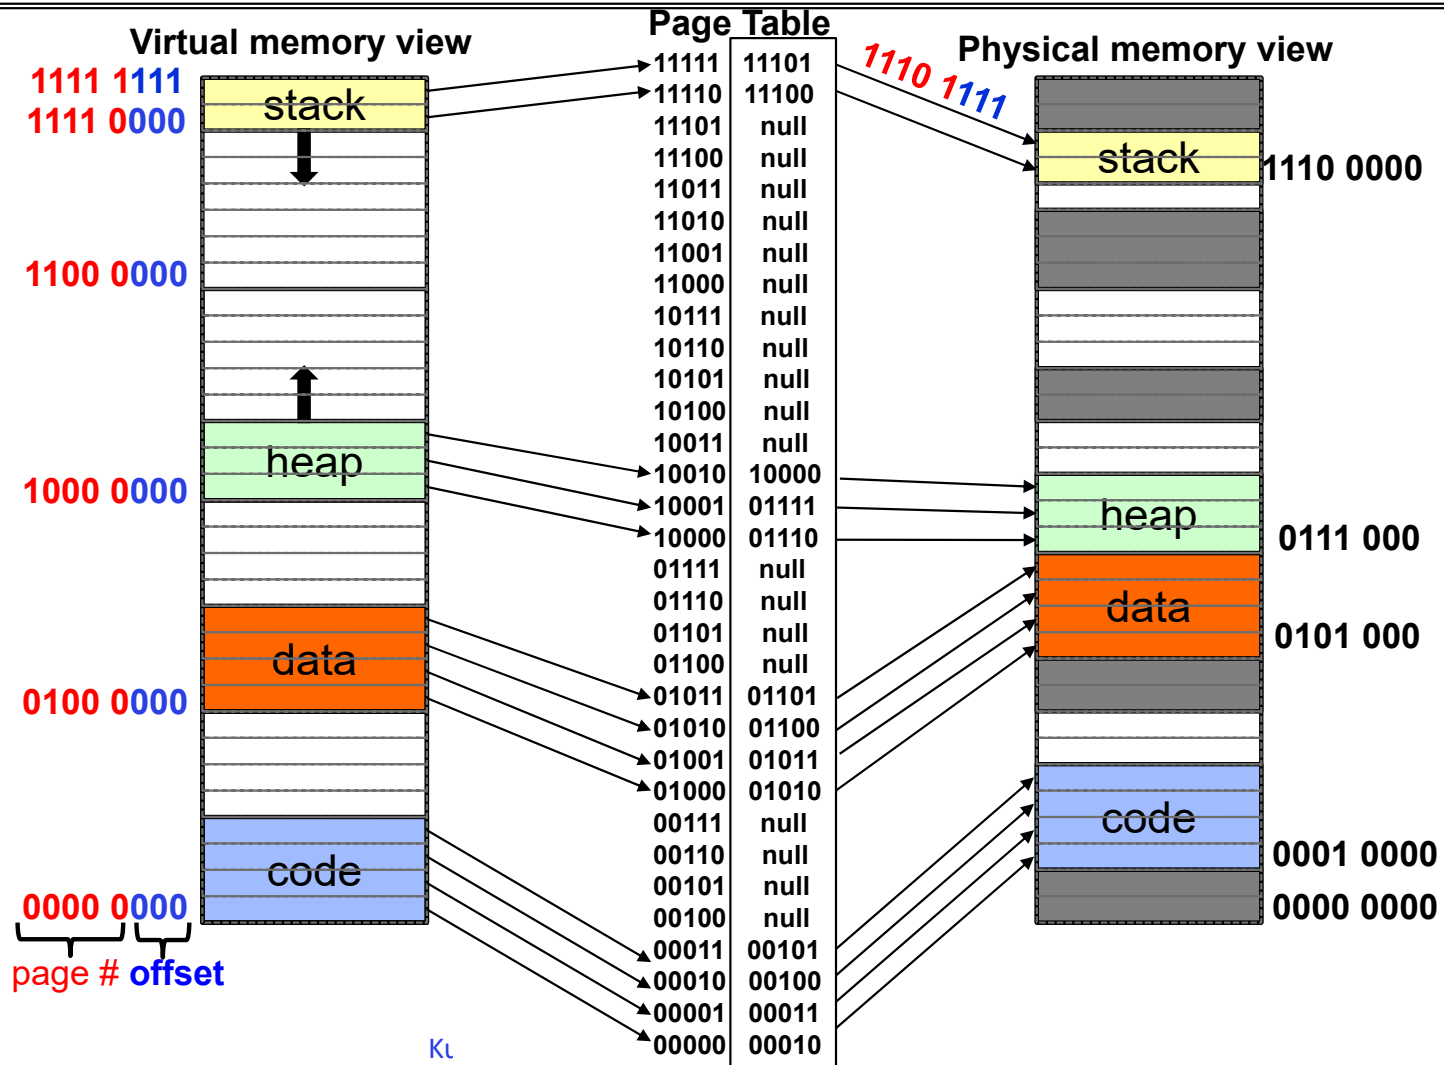 Page Table
Virtual memory view
Physical memory view
1111 1111
1111 0000
1100 0000
1000 0000
0100 0000
0000 0000
page # offset
stack
heap
data
code
11111 11101
11110 11100
11101 null
11100 null
11011 null
11010 null
11001 null
11000 null
10111 null
10110 null
10101 null
10100 null
10011 null
10010 10000
10001 01111
10000 01110
01111 null
01110 null
01101 null
01100 null
01011 01101
01010 01100
01001 01011
01000 01010
00111 null
00110 null
00101 null
00100 null
00011 00101
00010 00100
00001 00011
00000 00010
1110 1111
stack
heap
data
code
1110 0000
0111 000
0101 000
0001 0000
0000 0000